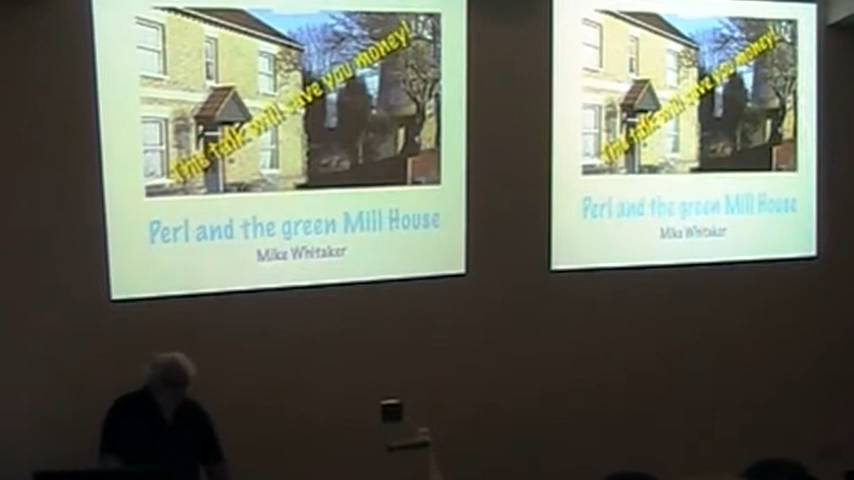 This talk will save you money!
Perl and the green Mill House
Mike Whitaker
This talk will save you money!
Perl and the green Mill House
Mike Whitaker